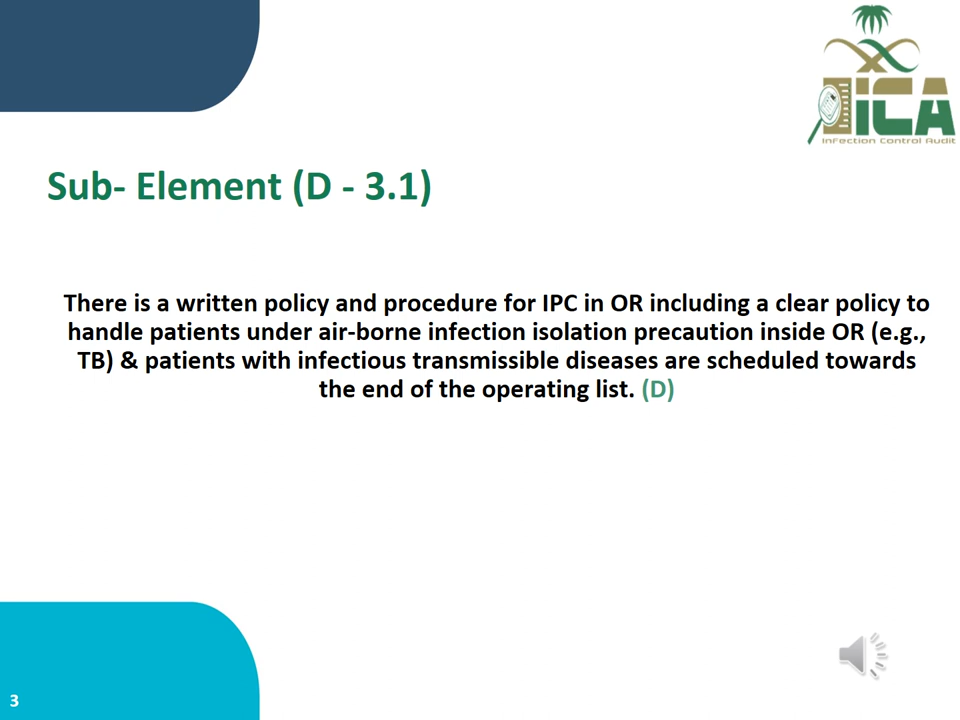 iCA
Infection Control Audit
Sub- Element (D - 3.1)
There is a written policy and procedure for IPC in OR including a clear policy to
handle patients under air-borne infection isolation precaution inside OR (e.g.,
TB) & patients with infectious transmissible diseases are scheduled towards
the end of the operating list. (D)
3